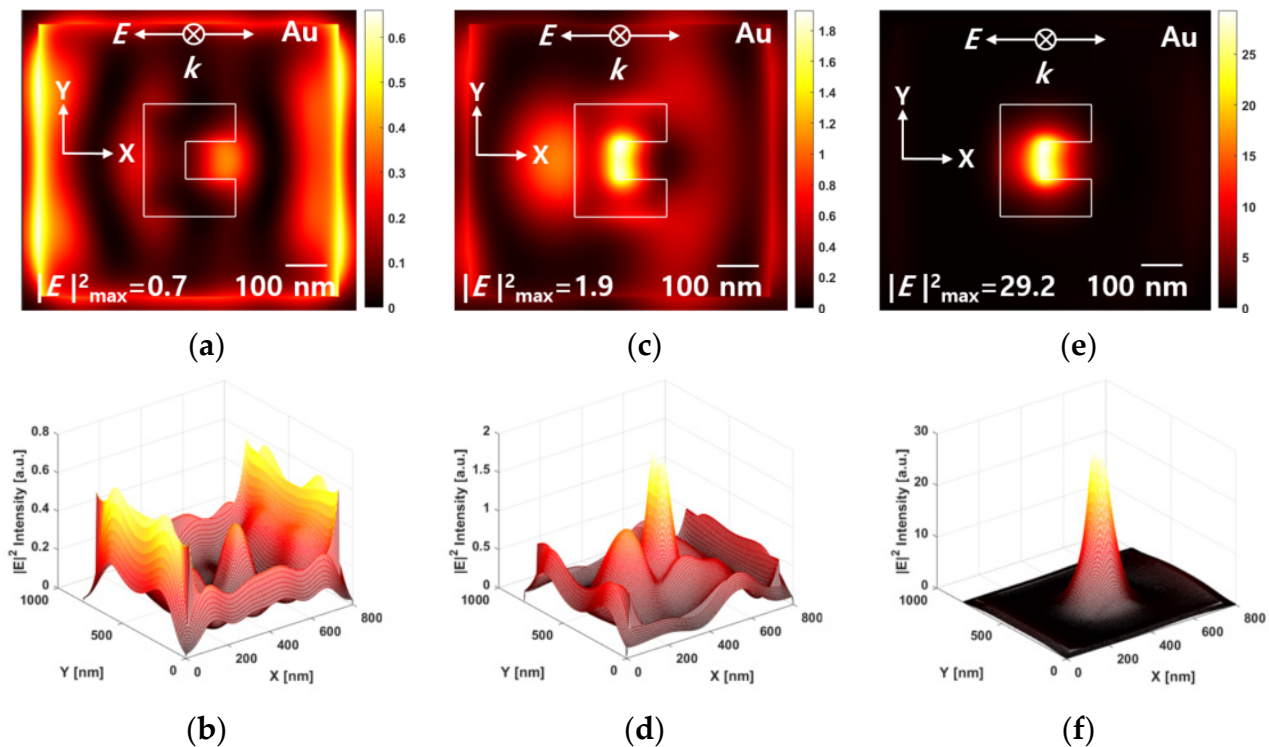 E
k
Au
Y
X
|E|²max=0.7
100 nm
0.6
0.5
0.4
0.3
0.2
0.1
0
(a)
E
k
Au
Y
X
|E|²max=1.9
100 nm
1.8
1.6
1.4
1.2
1
0.8
0.6
0.4
0.2
0
(c)
E
k
Au
Y
X
|E|²max=29.2
100 nm
25
20
15
10
5
0
(e)
|E|² Intensity [a.u.]
0.8
0.6
0.4
0.2
0
1000
500
0
Y [nm]
0
200
400
600
800
X [nm]
(b)
|E|² Intensity [a.u.]
2
1.5
1
0.5
0
1000
500
0
Y [nm]
0
200
400
600
800
X [nm]
(d)
|E|² Intensity [a.u.]
30
20
10
0
1000
500
0
Y [nm]
0
200
400
600
800
X [nm]
(f)